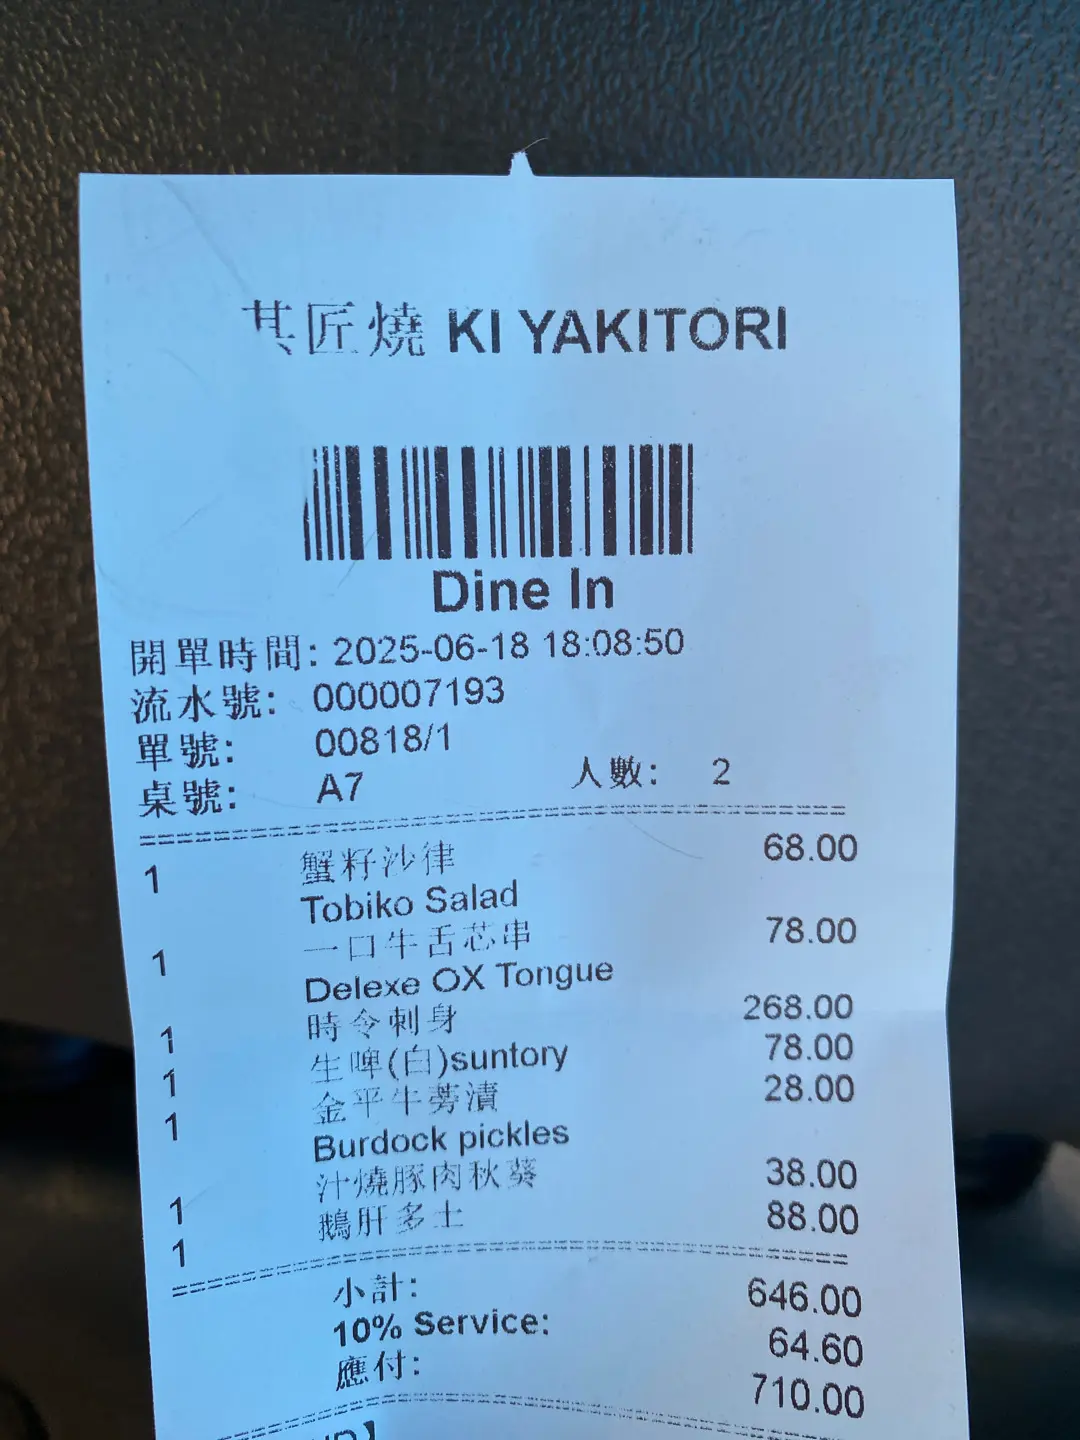 其匠燒 KI YAKITORI
Dine In
開單時間: 2025-06-18 18:08:50
流水號: 000007193
單號: 00818/1
桌號: A7 人數: 2
1 蟹籽沙律 68.00
Tobiko Salad
1 一口牛舌芯串 78.00
Delexe OX Tongue
1 時令刺身 268.00
1 生啤(白)suntory 78.00
1 金平牛蒡漬 28.00
Burdock pickles
1 汁燒豚肉秋葵 38.00
1 鵝肝多士 88.00
小計: 646.00
10% Service: 64.60
應付: 710.00